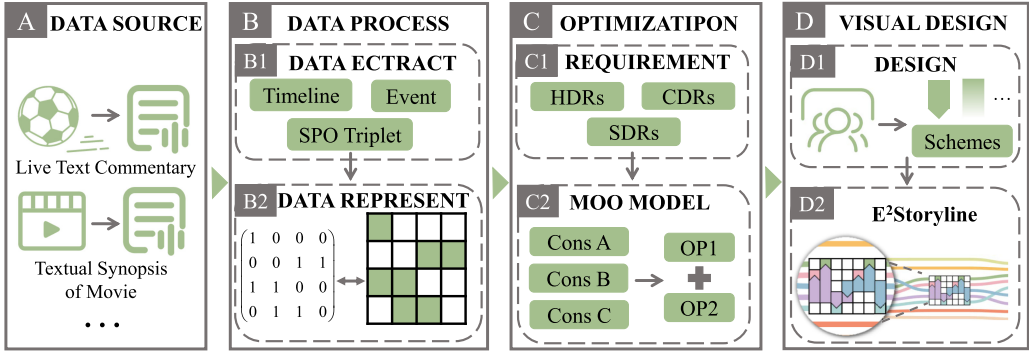 A DATA SOURCE
Live Text Commentary
Textual Synopsis
of Movie
...
B DATA PROCESS
B1 DATA ECTRACT
Timeline Event
SPO Triplet
B2 DATA REPRESENT
1 0 0 0
0 0 1 1
1 1 0 0
0 1 1 0
C OPTIMIZATIPON
C1 REQUIREMENT
HDRs CDRs
SDRs
C2 MOO MODEL
Cons A
Cons B
Cons C
OP1
OP2
D VISUAL DESIGN
D1 DESIGN
...
Schemes
D2
E²Storyline